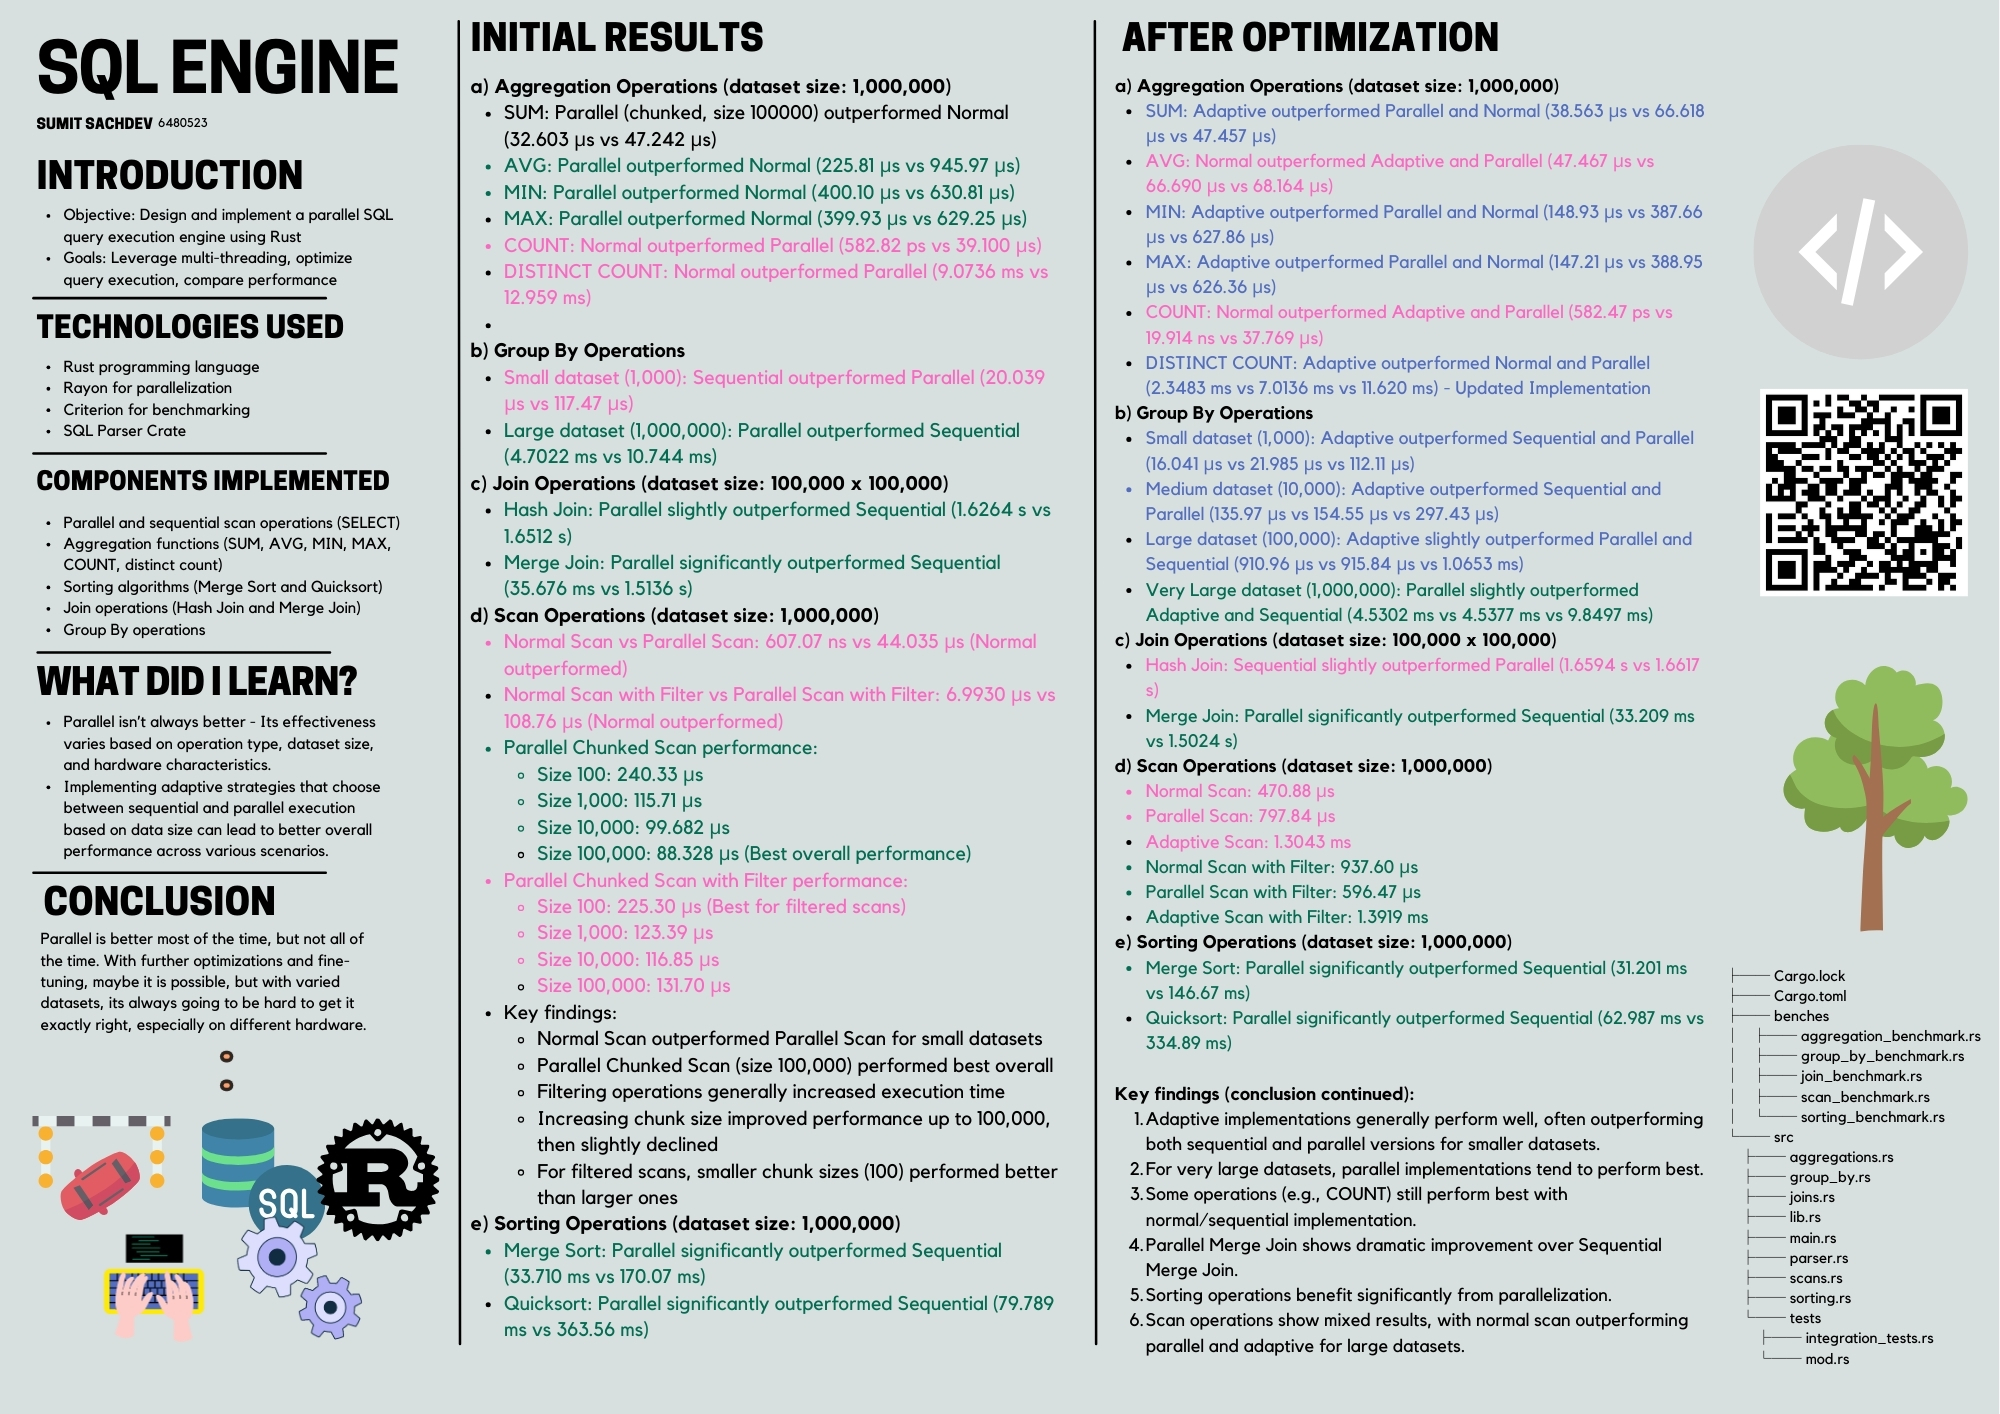 SQL ENGINE
SUMIT SACHDEV 6480523
INTRODUCTION
• Objective: Design and implement a parallel SQL
query execution engine using Rust
• Goals: Leverage multi-threading, optimize
query execution, compare performance
TECHNOLOGIES USED
• Rust programming language
• Rayon for parallelization
• Criterion for benchmarking
• SQL Parser Crate
COMPONENTS IMPLEMENTED
• Parallel and sequential scan operations (SELECT)
• Aggregation functions (SUM, AVG, MIN, MAX,
COUNT, distinct count)
• Sorting algorithms (Merge Sort and Quicksort)
• Join operations (Hash Join and Merge Join)
• Group By operations
WHAT DID I LEARN?
• Parallel isn't always better - Its effectiveness
varies based on operation type, dataset size,
and hardware characteristics.
• Implementing adaptive strategies that choose
between sequential and parallel execution
based on data size can lead to better overall
performance across various scenarios.
CONCLUSION
Parallel is better most of the time, but not all of
the time. With further optimizations and fine-
tuning, maybe it is possible, but with varied
datasets, its always going to be hard to get it
exactly right, especially on different hardware.
SQL
R
INITIAL RESULTS
a) Aggregation Operations (dataset size: 1,000,000)
• SUM: Parallel (chunked, size 100000) outperformed Normal
(32.603 µs vs 47.242 µs)
• AVG: Parallel outperformed Normal (225.81 µs vs 945.97 µs)
• MIN: Parallel outperformed Normal (400.10 µs vs 630.81 µs)
• MAX: Parallel outperformed Normal (399.93 µs vs 629.25 µs)
• COUNT: Normal outperformed Parallel (582.82 ps vs 39.100 µs)
• DISTINCT COUNT: Normal outperformed Parallel (9.0736 ms vs
12.959 ms)
•
b) Group By Operations
• Small dataset (1,000): Sequential outperformed Parallel (20.039
µs vs 117.47 µs)
• Large dataset (1,000,000): Parallel outperformed Sequential
(4.7022 ms vs 10.744 ms)
c) Join Operations (dataset size: 100,000 x 100,000)
• Hash Join: Parallel slightly outperformed Sequential (1.6264 s vs
1.6512 s)
• Merge Join: Parallel significantly outperformed Sequential
(35.676 ms vs 1.5136 s)
d) Scan Operations (dataset size: 1,000,000)
• Normal Scan vs Parallel Scan: 607.07 ns vs 44.035 µs (Normal
outperformed)
• Normal Scan with Filter vs Parallel Scan with Filter: 6.9930 µs vs
108.76 µs (Normal outperformed)
• Parallel Chunked Scan performance:
◦ Size 100: 240.33 µs
◦ Size 1,000: 115.71 µs
◦ Size 10,000: 99.682 µs
◦ Size 100,000: 88.328 µs (Best overall performance)
• Parallel Chunked Scan with Filter performance:
◦ Size 100: 225.30 µs (Best for filtered scans)
◦ Size 1,000: 123.39 µs
◦ Size 10,000: 116.85 µs
◦ Size 100,000: 131.70 µs
• Key findings:
◦ Normal Scan outperformed Parallel Scan for small datasets
◦ Parallel Chunked Scan (size 100,000) performed best overall
◦ Filtering operations generally increased execution time
◦ Increasing chunk size improved performance up to 100,000,
then slightly declined
◦ For filtered scans, smaller chunk sizes (100) performed better
than larger ones
e) Sorting Operations (dataset size: 1,000,000)
• Merge Sort: Parallel significantly outperformed Sequential
(33.710 ms vs 170.07 ms)
• Quicksort: Parallel significantly outperformed Sequential (79.789
ms vs 363.56 ms)
AFTER OPTIMIZATION
a) Aggregation Operations (dataset size: 1,000,000)
• SUM: Adaptive outperformed Parallel and Normal (38.563 µs vs 66.618
µs vs 47.457 µs)
• AVG: Normal outperformed Adaptive and Parallel (47.467 µs vs
66.690 µs vs 68.164 µs)
• MIN: Adaptive outperformed Parallel and Normal (148.93 µs vs 387.66
µs vs 627.86 µs)
• MAX: Adaptive outperformed Parallel and Normal (147.21 µs vs 388.95
µs vs 626.36 µs)
• COUNT: Normal outperformed Adaptive and Parallel (582.47 ps vs
19.914 ns vs 37.769 µs)
• DISTINCT COUNT: Adaptive outperformed Normal and Parallel
(2.3483 ms vs 7.0136 ms vs 11.620 ms) - Updated Implementation
b) Group By Operations
• Small dataset (1,000): Adaptive outperformed Sequential and Parallel
(16.041 µs vs 21.985 µs vs 112.11 µs)
• Medium dataset (10,000): Adaptive outperformed Sequential and
Parallel (135.97 µs vs 154.55 µs vs 297.43 µs)
• Large dataset (100,000): Adaptive slightly outperformed Parallel and
Sequential (910.96 µs vs 915.84 µs vs 1.0653 ms)
• Very Large dataset (1,000,000): Parallel slightly outperformed
Adaptive and Sequential (4.5302 ms vs 4.5377 ms vs 9.8497 ms)
c) Join Operations (dataset size: 100,000 x 100,000)
• Hash Join: Sequential slightly outperformed Parallel (1.6594 s vs 1.6617
s)
• Merge Join: Parallel significantly outperformed Sequential (33.209 ms
vs 1.5024 s)
d) Scan Operations (dataset size: 1,000,000)
• Normal Scan: 470.88 µs
• Parallel Scan: 797.84 µs
• Adaptive Scan: 1.3043 ms
• Normal Scan with Filter: 937.60 µs
• Parallel Scan with Filter: 596.47 µs
• Adaptive Scan with Filter: 1.3919 ms
e) Sorting Operations (dataset size: 1,000,000)
• Merge Sort: Parallel significantly outperformed Sequential (31.201 ms
vs 146.67 ms)
• Quicksort: Parallel significantly outperformed Sequential (62.987 ms vs
334.89 ms)
Key findings (conclusion continued):
1. Adaptive implementations generally perform well, often outperforming
both sequential and parallel versions for smaller datasets.
2. For very large datasets, parallel implementations tend to perform best.
3. Some operations (e.g., COUNT) still perform best with
normal/sequential implementation.
4. Parallel Merge Join shows dramatic improvement over Sequential
Merge Join.
5. Sorting operations benefit significantly from parallelization.
6. Scan operations show mixed results, with normal scan outperforming
parallel and adaptive for large datasets.
</>
├── Cargo.lock
├── Cargo.toml
├── benches
│   ├── aggregation_benchmark.rs
│   ├── group_by_benchmark.rs
│   ├── join_benchmark.rs
│   ├── scan_benchmark.rs
│   └── sorting_benchmark.rs
└── src
├── aggregations.rs
├── group_by.rs
├── joins.rs
├── lib.rs
├── main.rs
├── parser.rs
├── scans.rs
├── sorting.rs
└── tests
├── integration_tests.rs
└── mod.rs